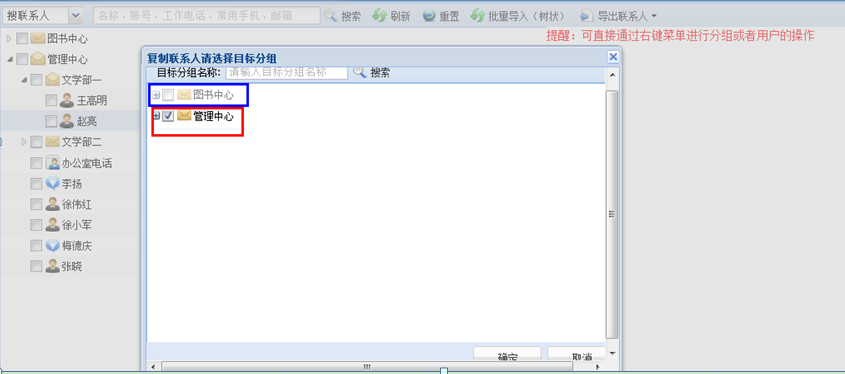 搜联系人 名称，账号，工作电话，常用手机、邮箱 搜索 刷新 重置 批量导入（树状） 导出联系人
提醒：可直接通过右键菜单进行分组或者用户的操作
图书中心
管理中心
文学部一
王高明
赵亮
文学部二
办公室电话
李扬
徐伟红
徐小军
梅德庆
张晓
复制联系人请选择目标分组
目标分组名称: 请输入目标分组名称 搜索
图书中心
管理中心
确定 取消